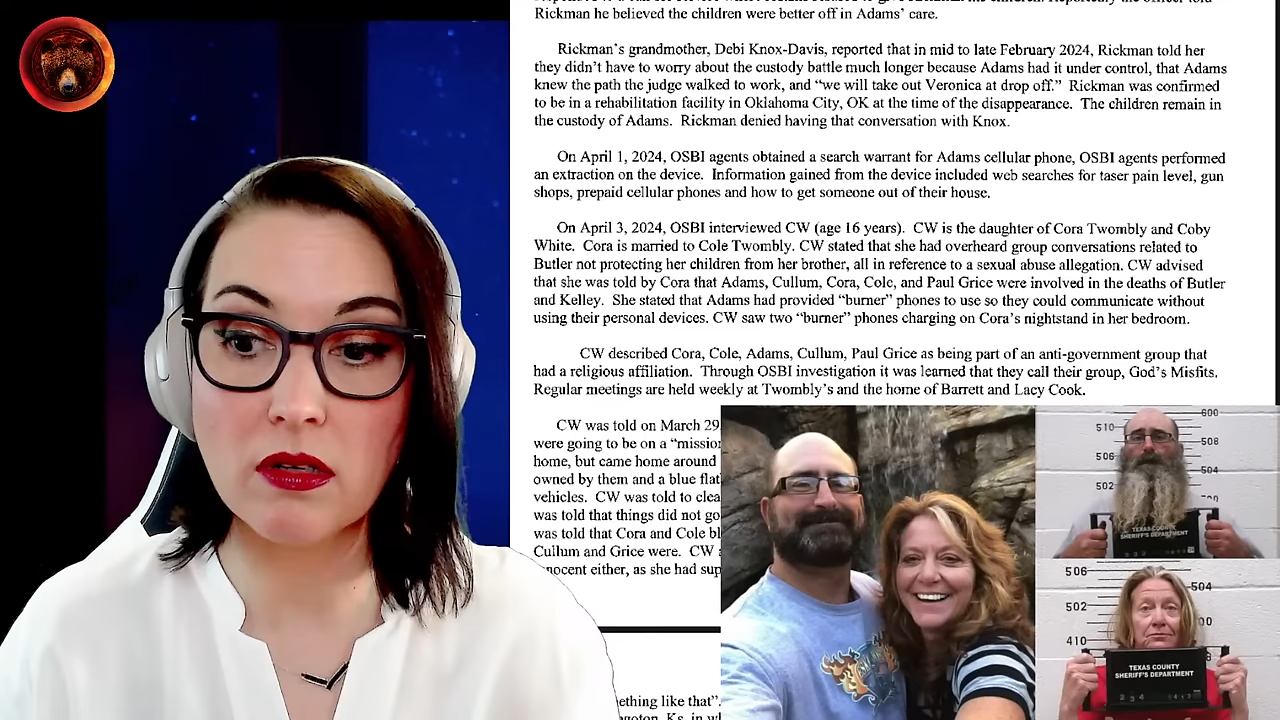 Rickman he believed the children were better off in Adams' care.
Rickman's grandmother, Debi Knox-Davis, reported that in mid to late February 2024, Rickman told her
they didn't have to worry about the custody battle much longer because Adams had it under control, that Adams
knew the path the judge walked to work, and "we will take out Veronica at drop off." Rickman was confirmed
to be in a rehabilitation facility in Oklahoma City, OK at the time of the disappearance. The children remain in
the custody of Adams. Rickman denied having that conversation with Knox.
On April 1, 2024, OSBI agents obtained a search warrant for Adams cellular phone, OSBI agents performed
an extraction on the device. Information gained from the device included web searches for taser pain level, gun
shops, prepaid cellular phones and how to get someone out of their house.
On April 3, 2024, OSBI interviewed CW (age 16 years). CW is the daughter of Cora Twombly and Coby
White. Cora is married to Cole Twombly. CW stated that she had overheard group conversations related to
Butler not protecting her children from her brother, all in reference to a sexual abuse allegation. CW advised
that she was told by Cora that Adams, Cullum, Cora, Cole, and Paul Grice were involved in the deaths of Butler
and Kelley. She stated that Adams had provided "burner" phones to use so they could communicate without
using their personal devices. CW saw two "burner" phones charging on Cora's nightstand in her bedroom.
CW described Cora, Cole, Adams, Cullum, Paul Grice as being part of an anti-government group that
had a religious affiliation. Through OSBI investigation it was learned that they call their group, God's Misfits.
Regular meetings are held weekly at Twombly's and the home of Barrett and Lacy Cook.
CW was told on March 29
were going to be on a "mission
home, but came home around
owned by them and a blue flat
vehicles. CW was told to clea
was told that things did not go
was told that Cora and Cole bl
Cullum and Grice were. CW
nocent either, as she had sup
ething like that".
600
510
508
506
504
502
TEXAS COUNTY
SHERIFF'S DEPARTMENT
506
504
502
410
TEXAS COUNTY
SHERIFF'S DEPARTMENT